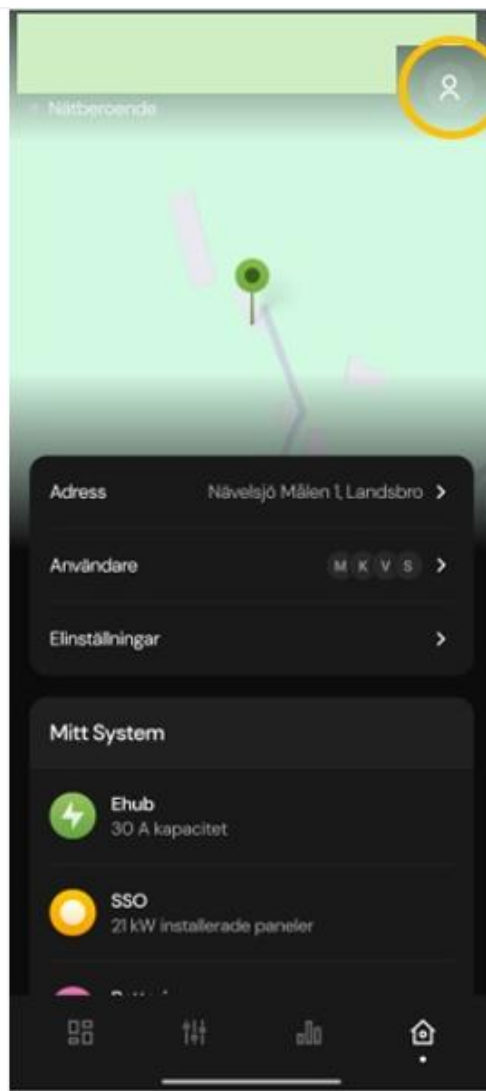 Nätberoende
Adress Nävelsjö Målen 1, Landsbro
Användare M K V S
Elinställningar
Mitt System
Ehub
30 A kapacitet
SSO
21 kW installerade paneler